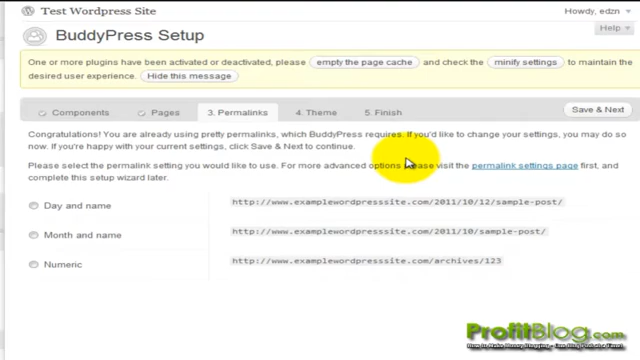 Test Wordpress Site
Howdy, edzn
Help
BuddyPress Setup
One or more plugins have been activated or deactivated, please empty the page cache and check the minify settings to maintain the
desired user experience. Hide this message
Components Pages 3. Permalinks 4. Theme 5. Finish Save & Next
Congratulations! You are already using pretty permalinks, which BuddyPress requires. If you'd like to change your settings, you may do so
now. If you're happy with your current settings, click Save & Next to continue.
Please select the permalink setting you would like to use. For more advanced options please visit the permalink settings page first, and
complete this setup wizard later.
Day and name http://www.examplewordpresssite.com/2011/10/12/sample-post/
Month and name http://www.examplewordpresssite.com/2011/10/sample-post/
Numeric http://www.examplewordpresssite.com/archives/123
ProfitBlog.com